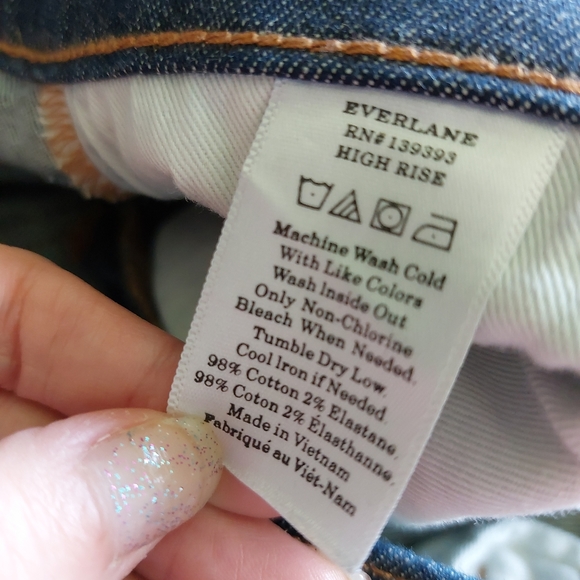 EVERLANE
RN# 139393
HIGH RISE
Machine Wash Cold
With Like Colors
Wash Inside Out
Only Non-Chlorine
Bleach When Needed.
Tumble Dry Low.
Cool Iron if Needed.
98% Cotton 2% Elastane.
98% Coton 2% Élasthanne.
Made in Vietnam
Fabriqué au Viét-Nam